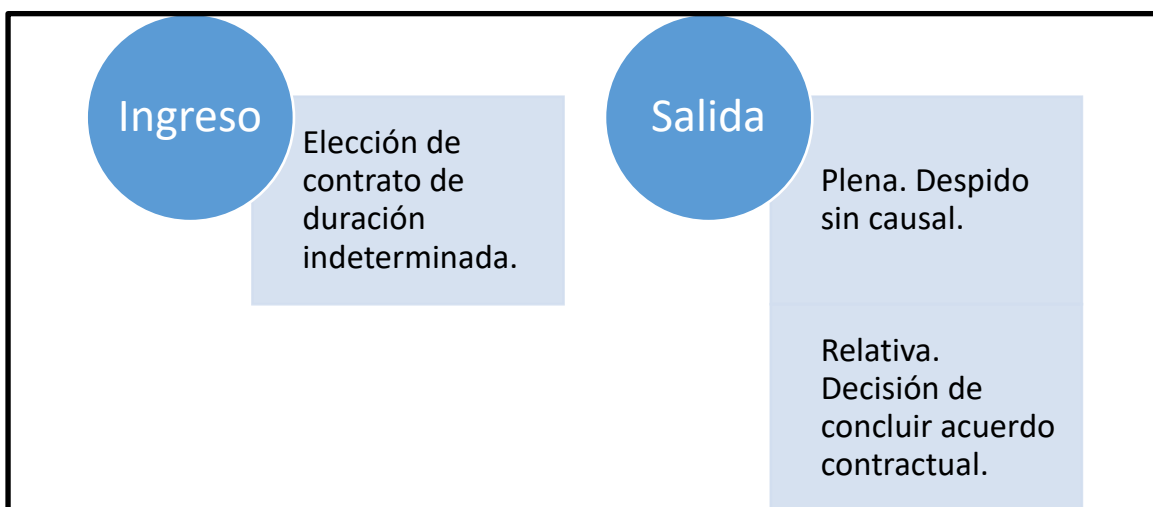 Ingreso
Elección de
contrato de
duración
indeterminada.
Salida
Plena. Despido
sin causal.
Relativa.
Decisión de
concluir acuerdo
contractual.